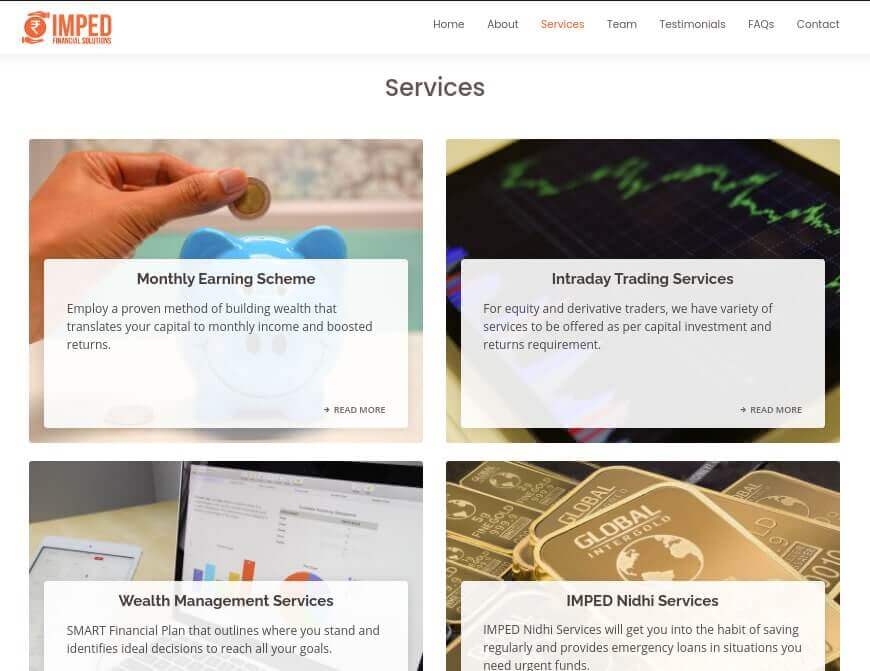 IMPED
FINANCIAL SOLUTIONS
Home About Services Team Testimonials FAQs Contact
Services
Monthly Earning Scheme
Employ a proven method of building wealth that
translates your capital to monthly income and boosted
returns.
READ MORE
Intraday Trading Services
For equity and derivative traders, we have variety of
services to be offered as per capital investment and
returns requirement.
READ MORE
Wealth Management Services
SMART Financial Plan that outlines where you stand and
identifies ideal decisions to reach all your goals.
GLOBAL
FINEGOLD
999.9
GLOBAL
GLOBAL
INTERGOLD
IMPED Nidhi Services
IMPED Nidhi Services will get you into the habit of saving
regularly and provides emergency loans in situations you
need urgent funds.